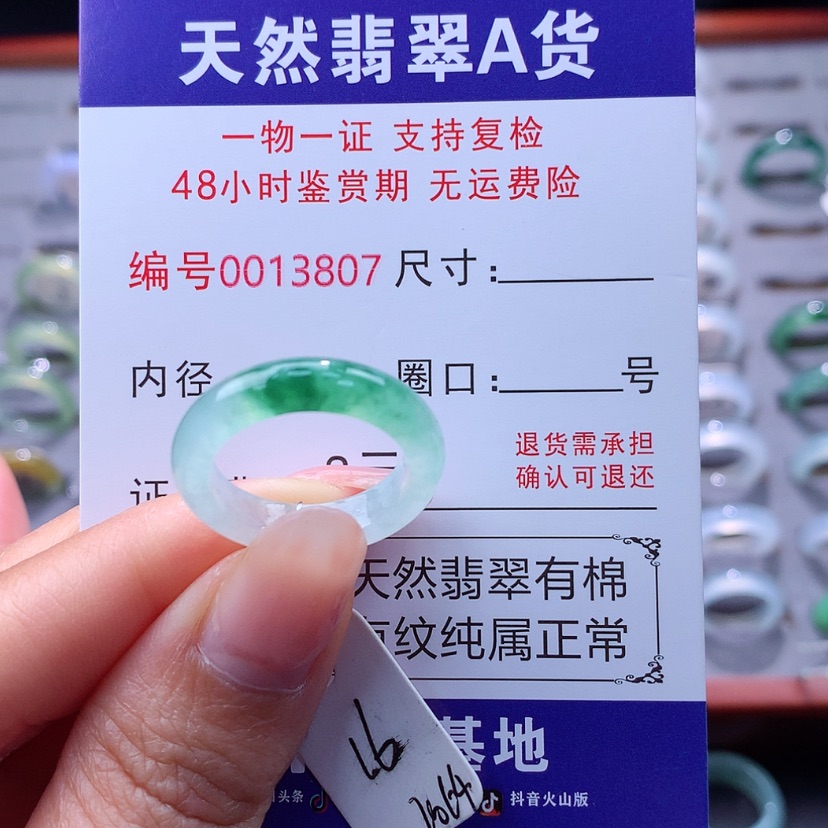 天然翡翠A货
一物一证 支持复检
48小时鉴赏期 无运费险
编号0013807 尺寸:
内径 圈口: 号
退货需承担
证
确认可退还
天然翡翠有棉
纹纯属正常
基地
头条 抖音火山版
16